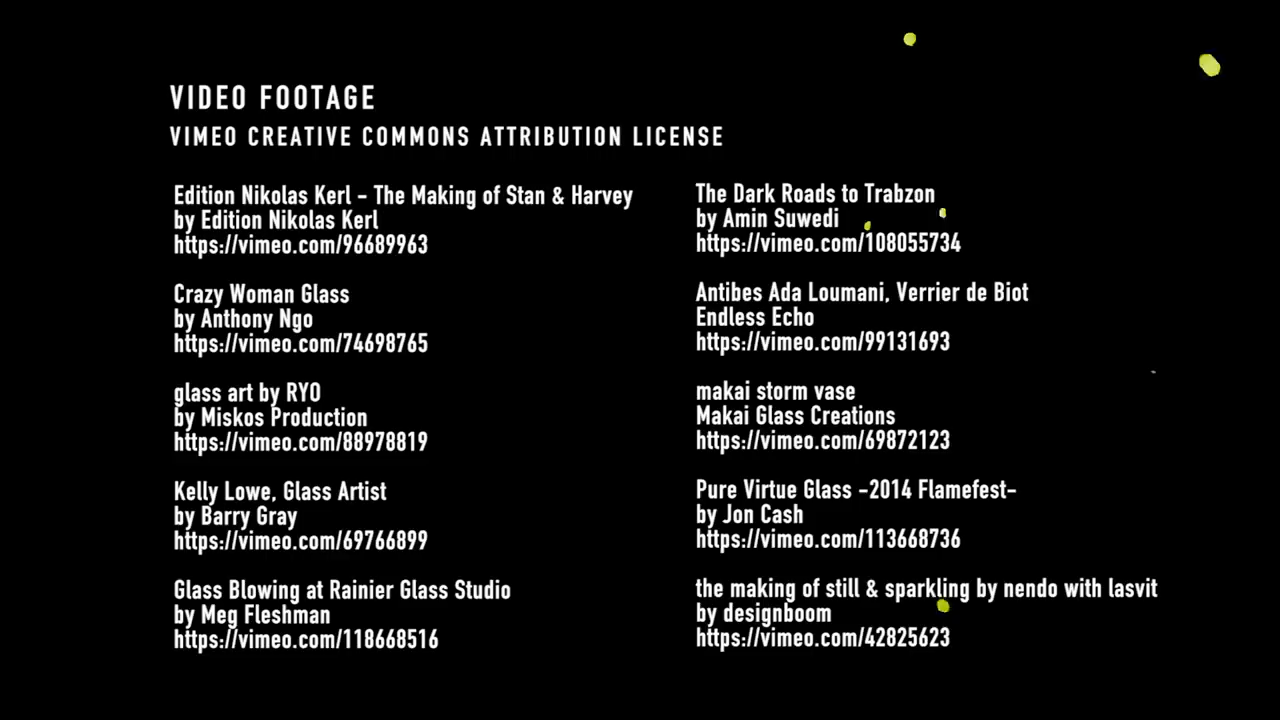 VIDEO FOOTAGE
VIMEO CREATIVE COMMONS ATTRIBUTION LICENSE
Edition Nikolas Kerl - The Making of Stan & Harvey
by Edition Nikolas Kerl
https://vimeo.com/96689963
Crazy Woman Glass
by Anthony Ngo
https://vimeo.com/74698765
glass art by RYO
by Miskos Production
https://vimeo.com/88978819
Kelly Lowe, Glass Artist
by Barry Gray
https://vimeo.com/69766899
Glass Blowing at Rainier Glass Studio
by Meg Fleshman
https://vimeo.com/118668516
The Dark Roads to Trabzon
by Amin Suwedi
https://vimeo.com/108055734
Antibes Ada Loumani, Verrier de Biot
Endless Echo
https://vimeo.com/99131693
makai storm vase
Makai Glass Creations
https://vimeo.com/69872123
Pure Virtue Glass -2014 Flamefest-
by Jon Cash
https://vimeo.com/113668736
the making of still & sparkling by nendo with lasvit
by designboom
https://vimeo.com/42825623